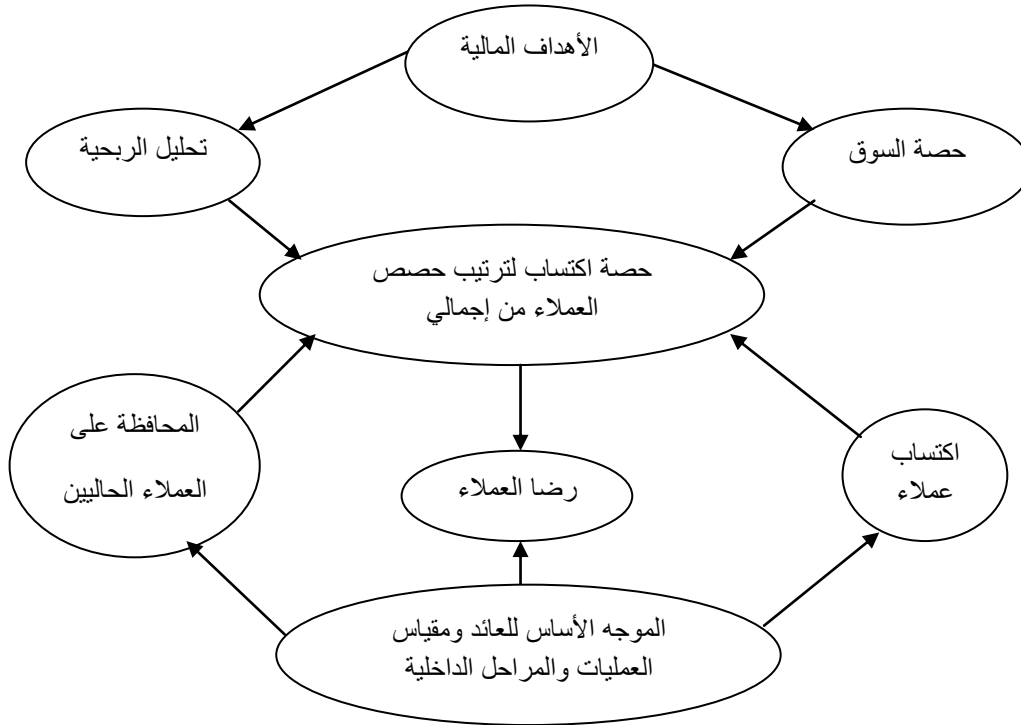 الأهداف المالية
حصة السوق
تحليل الربحية
حصة اكتساب لترتيب حصص
العملاء من إجمالي
اكتساب
عملاء
رضا العملاء
المحافظة على
العملاء الحاليين
الموجه الأساس للعائد ومقياس
العمليات والمراحل الداخلية